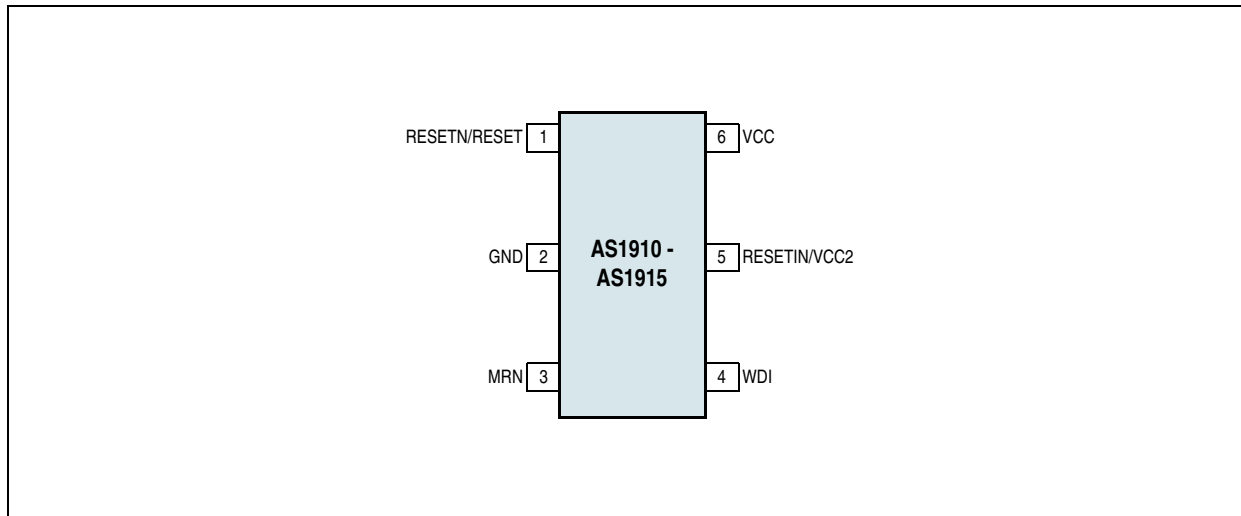 RESETN/RESET 1
6 VCC
GND 2
AS1910 -
AS1915
5 RESETIN/VCC2
MRN 3
4 WDI